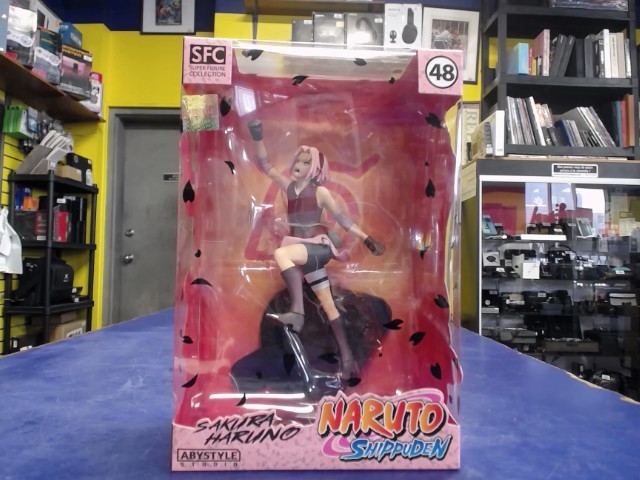 SFC
SUPER FIGURE
COLLECTION
48
SAKURA
HARUNO
NARUTO
SHIPPUDEN
ABYSTYLE
STUDIO